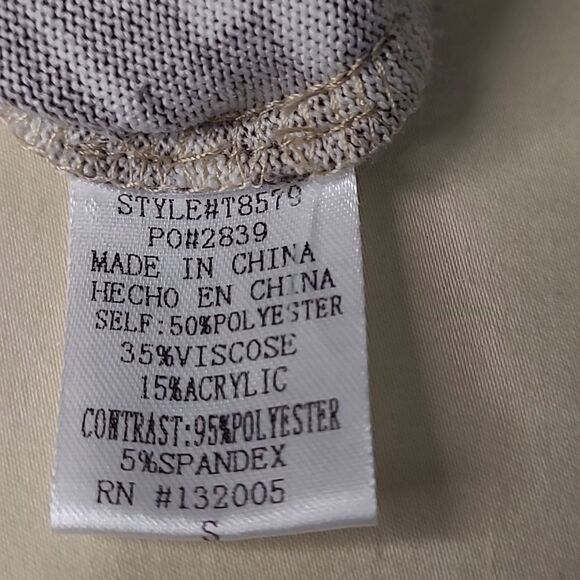 STYLE#T8579
PO#2839
MADE IN CHINA
HECHO EN CHINA
SELF:50%POLYESTER
35%VISCOSE
15%ACRYLIC
CONTRAST:95%POLYESTER
5%SPANDEX
RN #132005
S